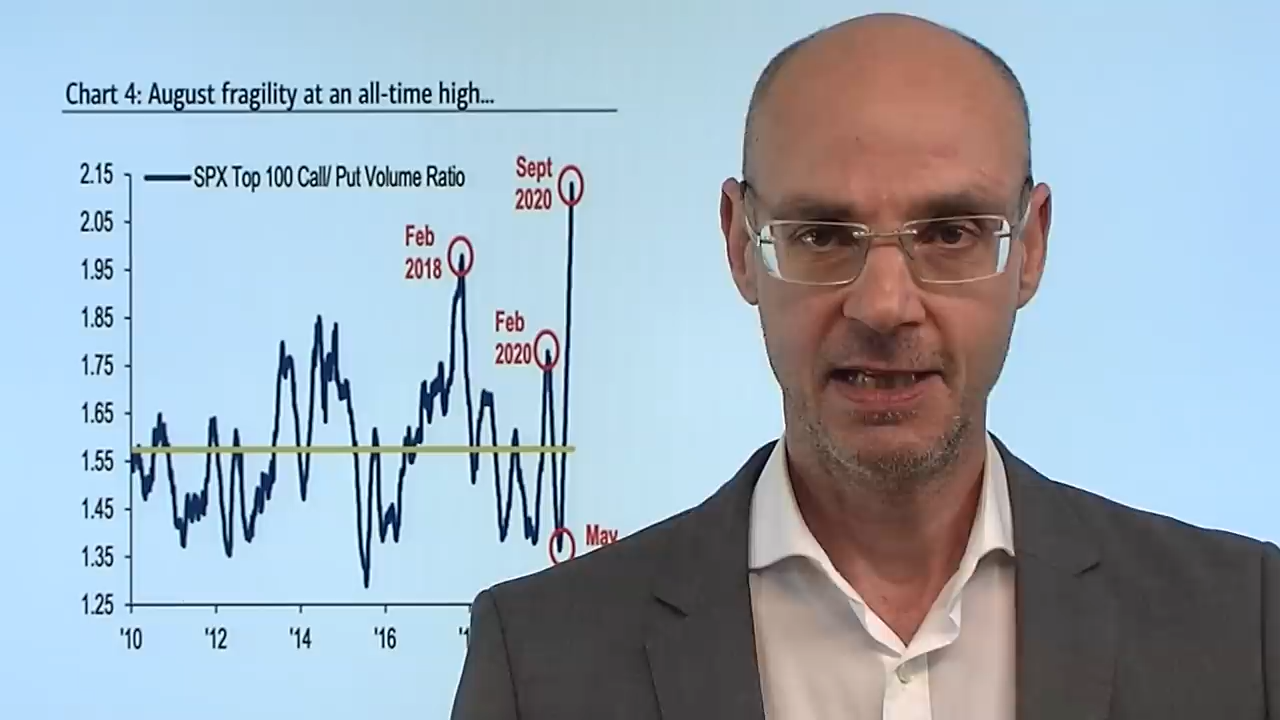 Chart 4: August fragility at an all-time high...
SPX Top 100 Call/ Put Volume Ratio
Sept
2020
Feb
2018
Feb
2020
May
2.15
2.05
1.95
1.85
1.75
1.65
1.55
1.45
1.35
1.25
'10
'12
'14
'16